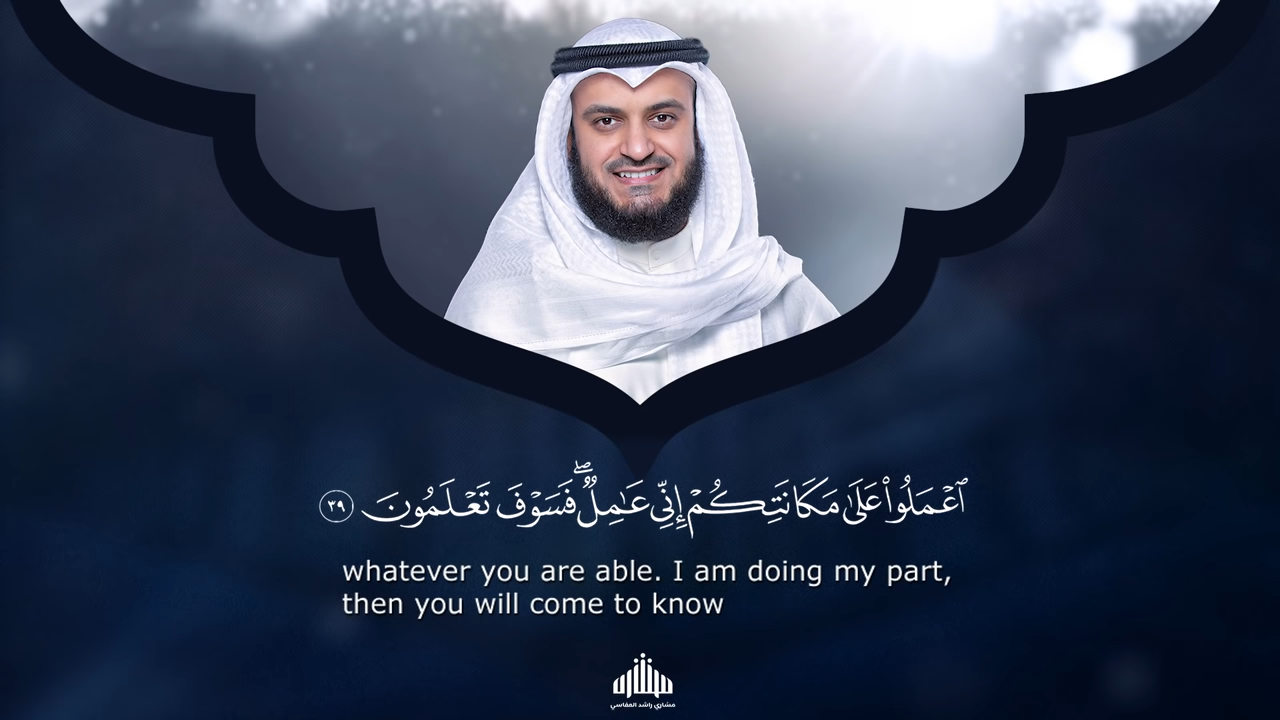 ٱعۡمَلُوا۟ عَلَىٰ مَكَانَتِكُمۡ إِنِّي عَـٰمِلٌۖ فَسَوۡفَ تَعۡلَمُونَ ٣٩
whatever you are able. I am doing my part,
then you will come to know
مشاري راشد العفاسي